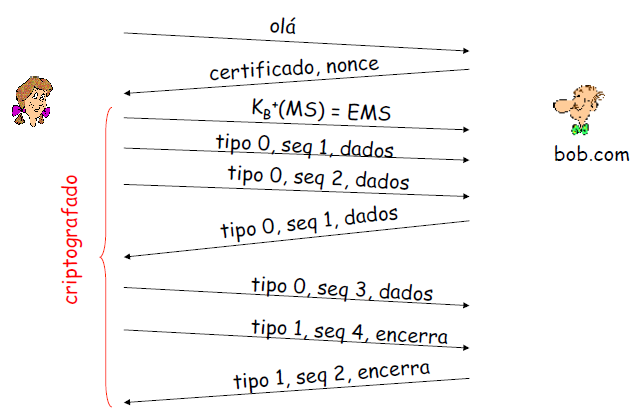 olá
certificado, nonce
K_B⁺(MS) = EMS
tipo 0, seq 1, dados
tipo 0, seq 2, dados
bob.com
criptografado
tipo 0, seq 1, dados
tipo 0, seq 3, dados
tipo 1, seq 4, encerra
tipo 1, seq 2, encerra